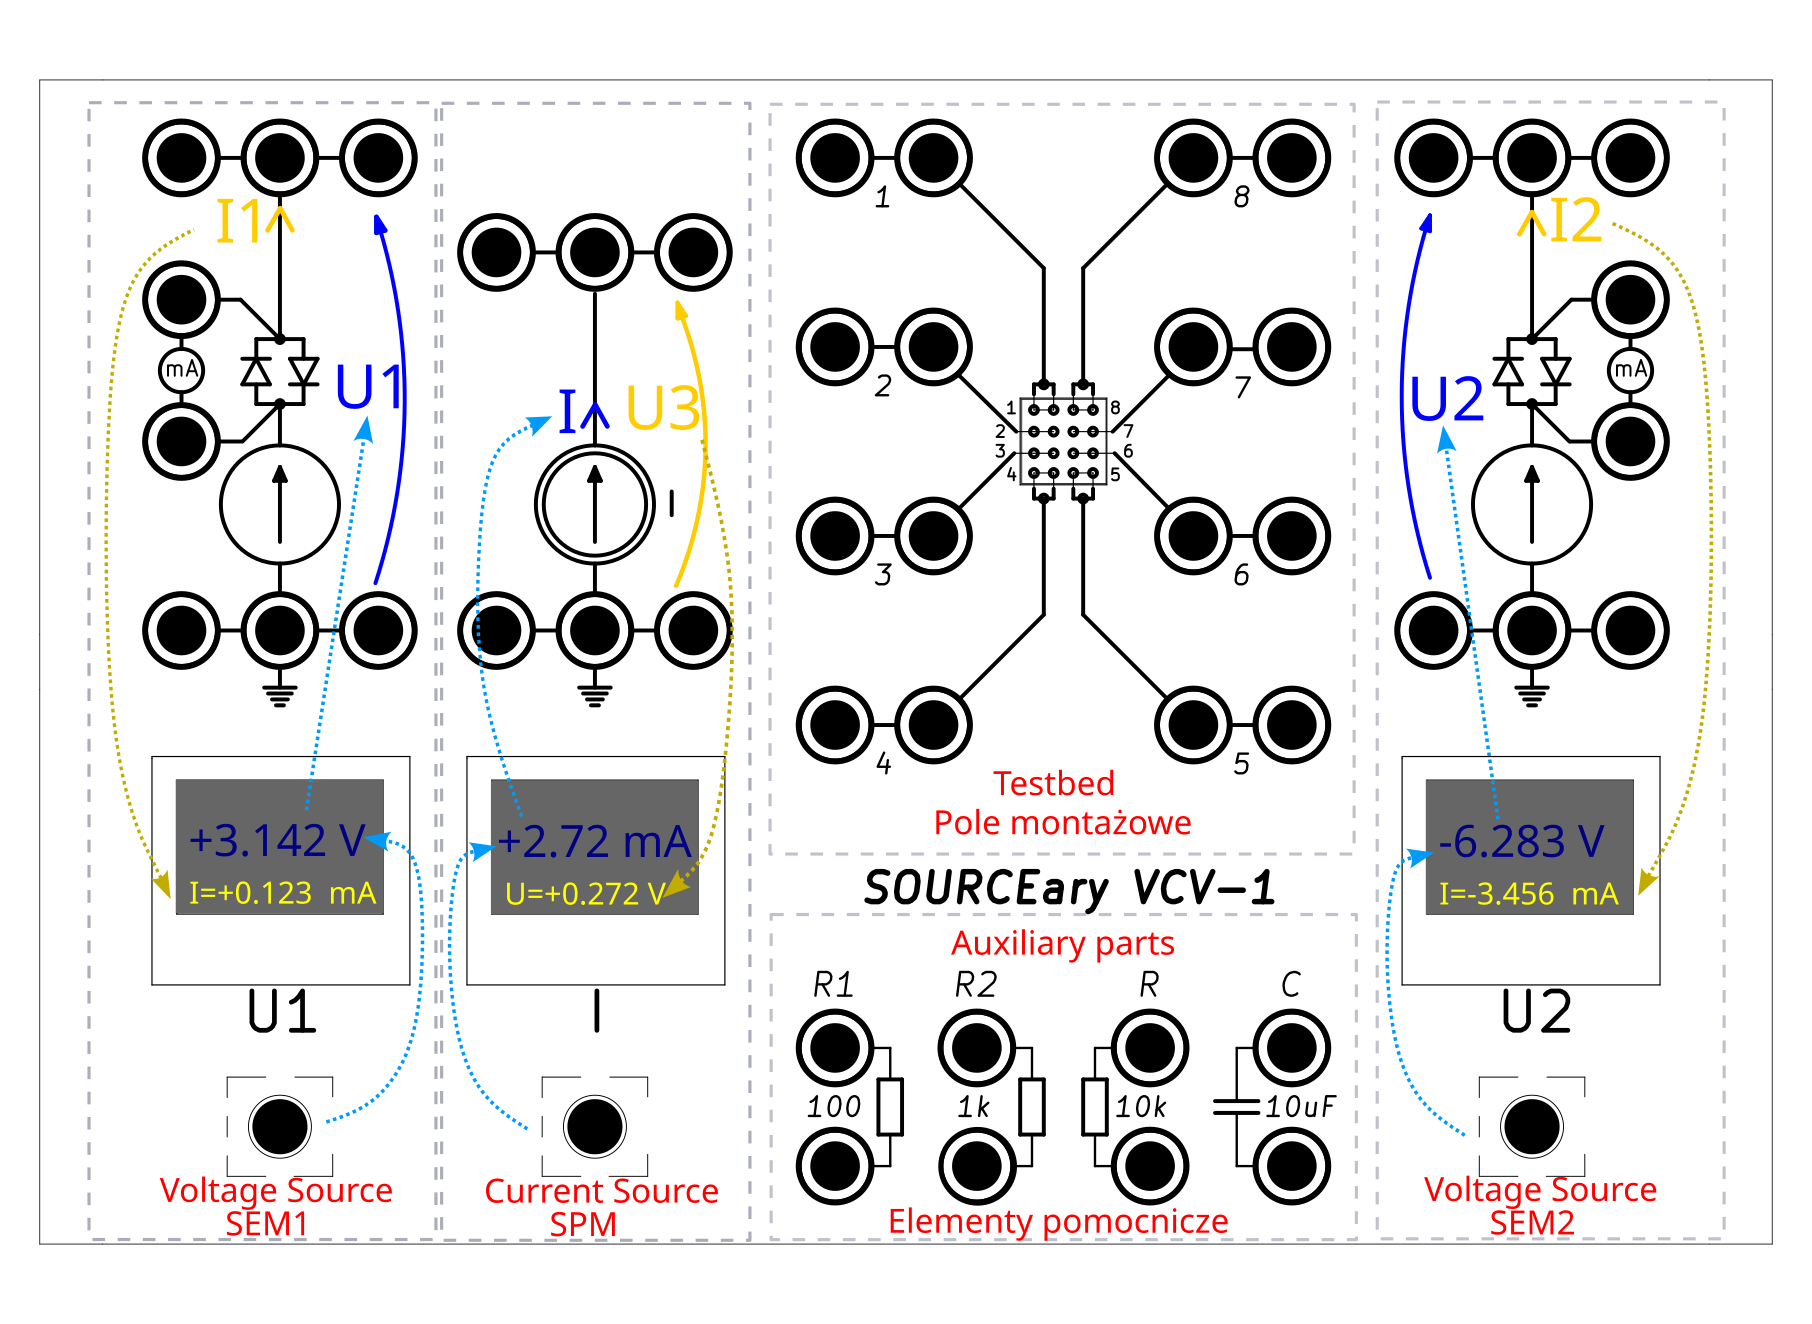 I1
mA
U1
+3.142 V
I=+0.123 mA
U1
Voltage Source
SEM1
I
U3
I
+2.72 mA
U=+0.272 V
I
Current Source
SPM
1
8
2
7
3
6
4
5
1
8
2
7
3
6
4
5
Testbed
Pole montażowe
SOURCEary VCV-1
Auxiliary parts
R1
R2
R
C
100
1k
10k
10uF
Elementy pomocnicze
I2
mA
U2
-6.283 V
I=-3.456 mA
U2
Voltage Source
SEM2